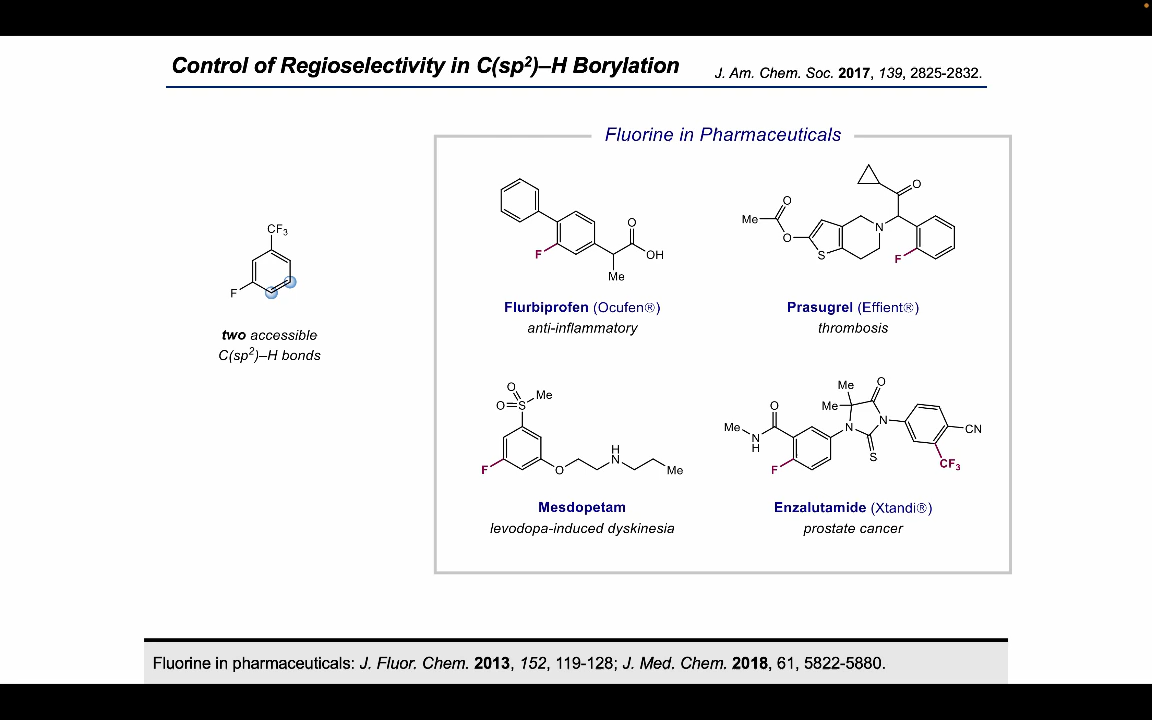 Control of Regioselectivity in C(sp²)–H Borylation
J. Am. Chem. Soc. 2017, 139, 2825-2832.
Fluorine in Pharmaceuticals
CF₃
F
two accessible
C(sp²)–H bonds
F
O
OH
Me
Flurbiprofen (Ocufen®)
anti-inflammatory
O
O
Me
O
S
N
F
Prasugrel (Effient®)
thrombosis
O
O=S
Me
F
O
H
N
Me
Mesdopetam
levodopa-induced dyskinesia
Me
O
Me
O
Me
N
H
N
N
S
F
CN
CF₃
Enzalutamide (Xtandi®)
prostate cancer
Fluorine in pharmaceuticals: J. Fluor. Chem. 2013, 152, 119-128; J. Med. Chem. 2018, 61, 5822-5880.